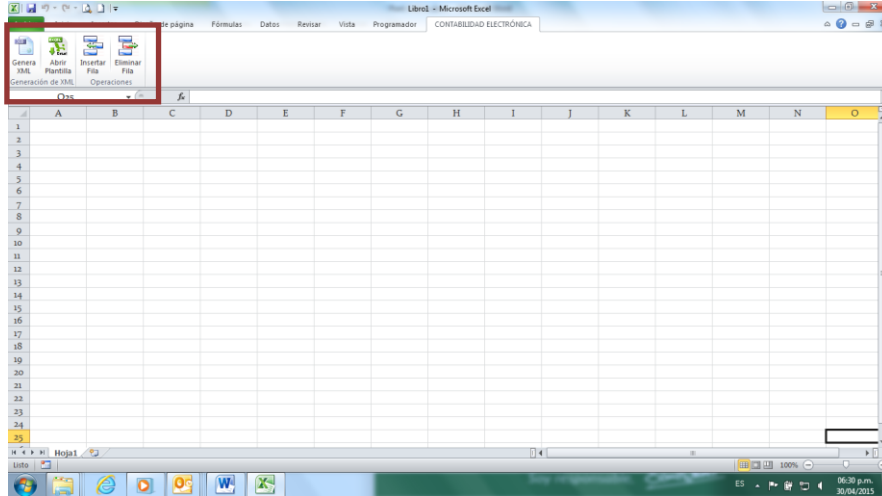 Libro1 - Microsoft Excel
de página Fórmulas Datos Revisar Vista Programador CONTABILIDAD ELECTRÓNICA
Genera XML
Abrir Plantilla
Insertar Fila
Eliminar Fila
Generación de XML Operaciones
O25 fx
A B C D E F G H I J K L M N O
1
2
3
4
5
6
7
8
9
10
11
12
13
14
15
16
17
18
19
20
21
22
23
24
25
Hoja1
Listo 100%
ES 06:30 p.m.
30/04/2015